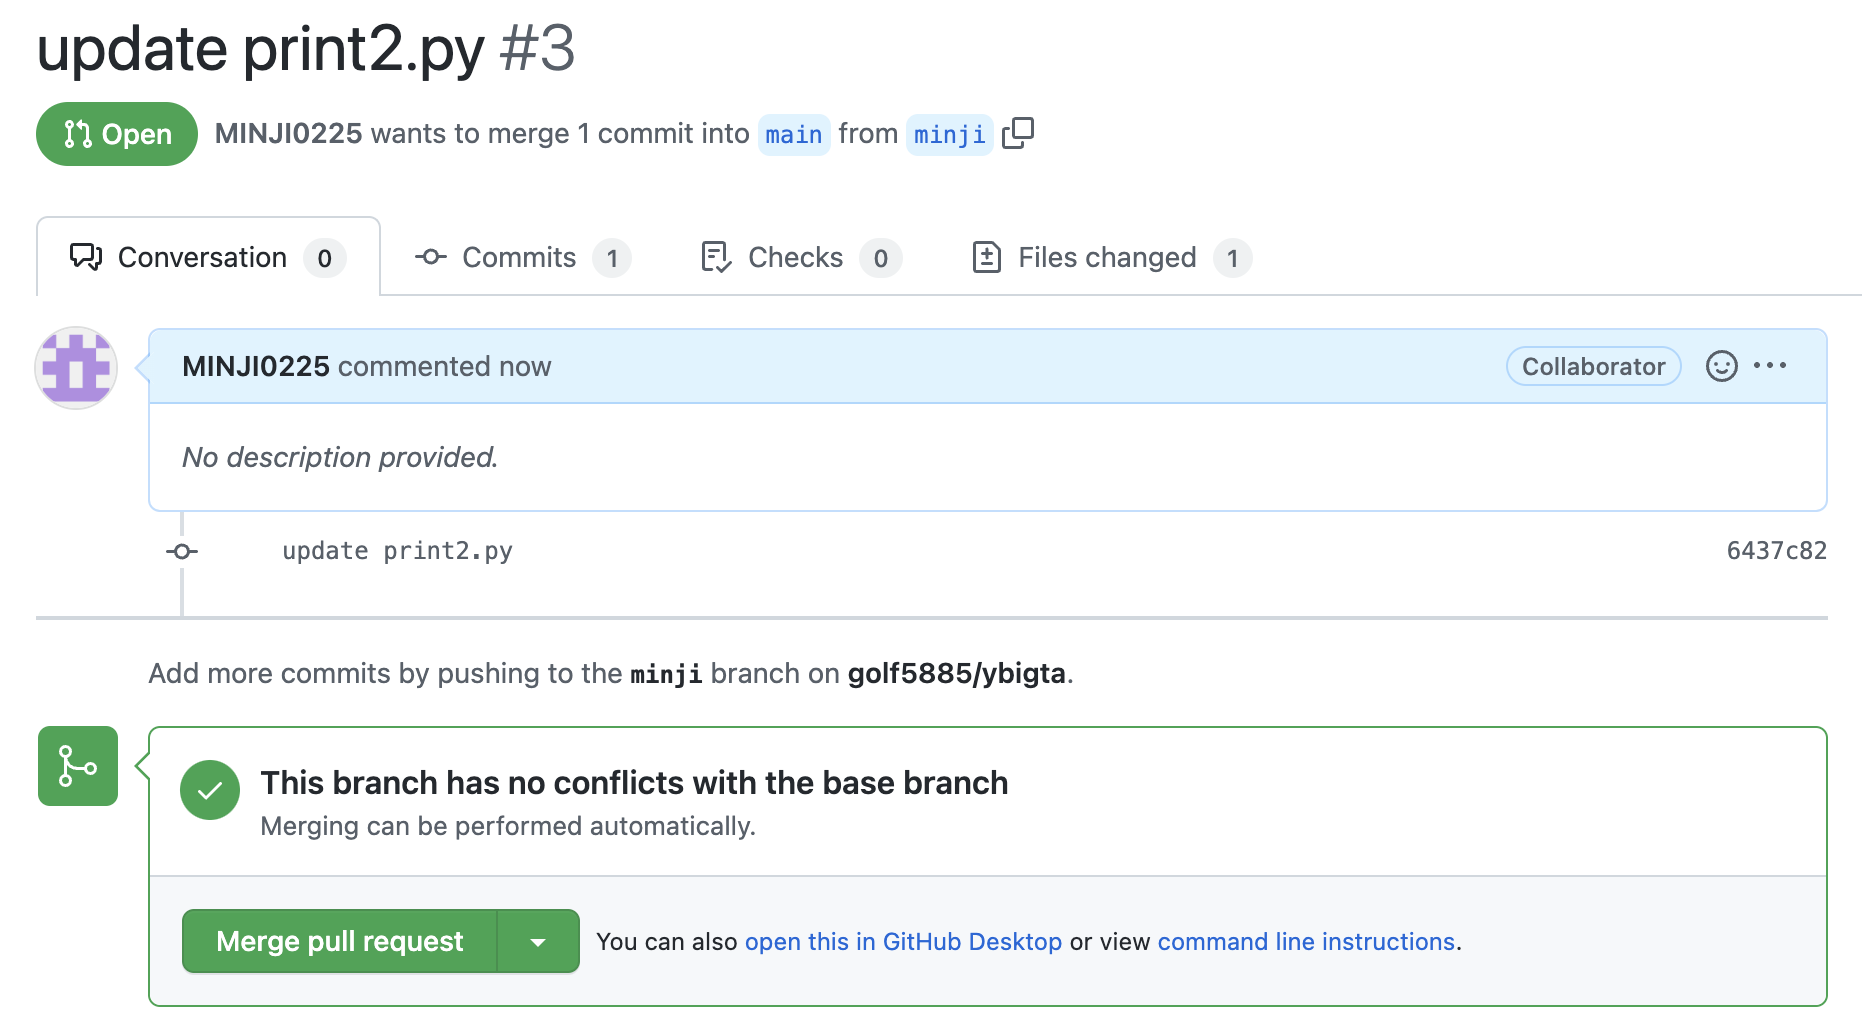 update print2.py #3
Open MINJI0225 wants to merge 1 commit into main from minji
Conversation 0 Commits 1 Checks 0 Files changed 1
MINJI0225 commented now Collaborator
No description provided.
update print2.py 6437c82
Add more commits by pushing to the minji branch on golf5885/ybigta.
This branch has no conflicts with the base branch
Merging can be performed automatically.
Merge pull request You can also open this in GitHub Desktop or view command line instructions.